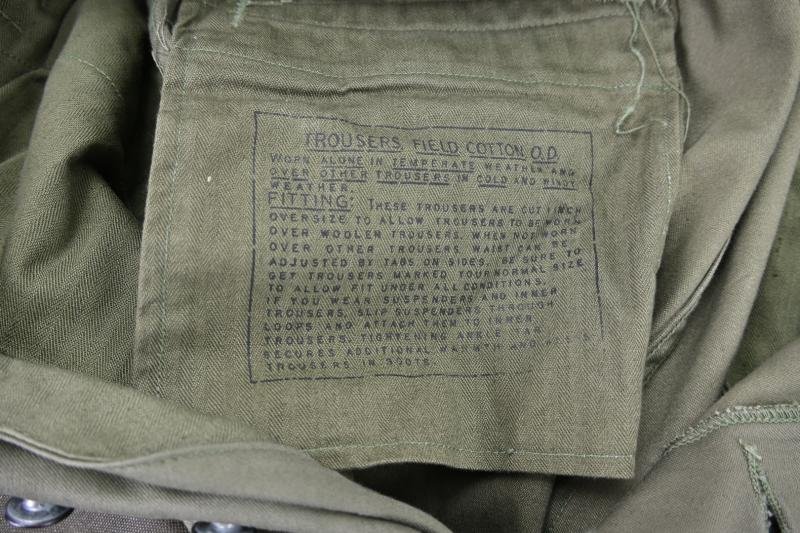 TROUSERS, FIELD COTTON O.D.
WORN ALONE IN TEMPERATE WEATHER AND
OVER OTHER TROUSERS IN COLD AND WINDY
WEATHER.
FITTING: THESE TROUSERS ARE CUT 1 INCH
OVERSIZE TO ALLOW TROUSERS TO BE WORN
OVER WOOLEN TROUSERS. WHEN NOT WORN
OVER OTHER TROUSERS, WAIST CAN BE
ADJUSTED BY TABS ON SIDES. BE SURE TO
GET TROUSERS MARKED YOUR NORMAL SIZE
TO ALLOW FIT UNDER ALL CONDITIONS.
IF YOU WEAR SUSPENDERS AND INNER
TROUSERS, SLIP SUSPENDERS THROUGH
LOOPS AND ATTACH THEM TO INNER
TROUSERS. TIGHTENING ANKLE TAB
SECURES ADDITIONAL WARMTH AND
TROUSERS IN BOOTS.